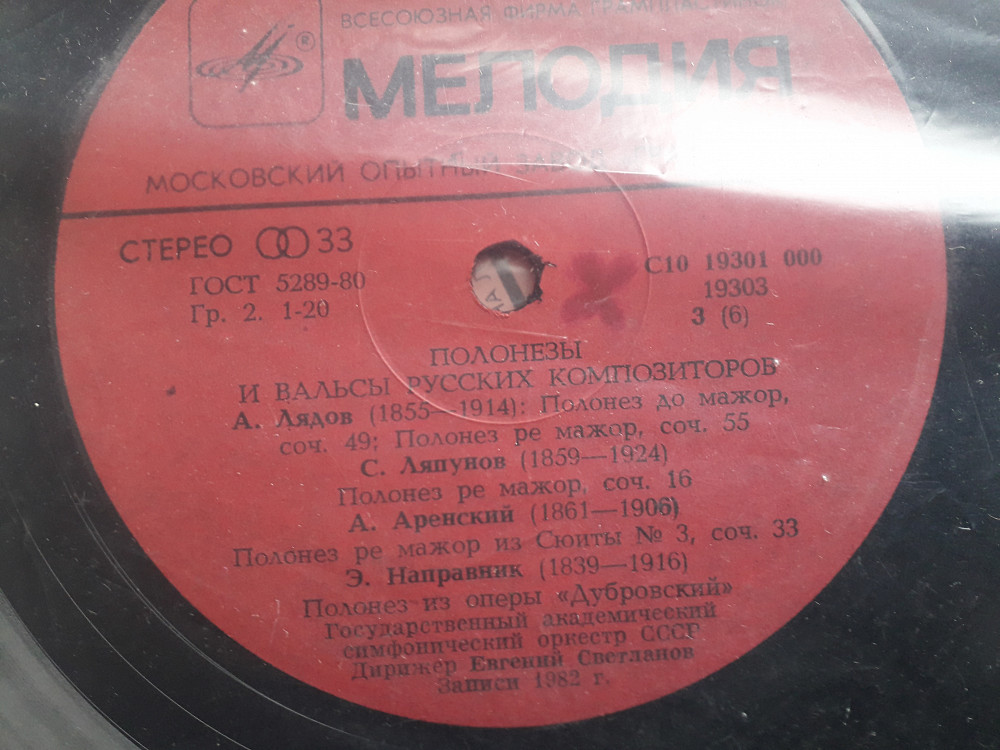 ВСЕСОЮЗНАЯ ФИРМА
МЕЛОДИЯ
МОСКОВСКИЙ ОПЫТНЫЙ
СТЕРЕО 33
ГОСТ 5289-80
Гр. 2. 1-20
С10 19301 000
19303
3 (6)
ПОЛОНЕЗЫ
И ВАЛЬСЫ РУССКИХ КОМПОЗИТОРОВ
А. Лядов (1855—1914): Полонез до мажор,
соч. 49; Полонез ре мажор, соч. 55
С. Ляпунов (1859—1924)
Полонез ре мажор, соч. 16
А. Аренский (1861—1906)
Полонез ре мажор из Сюиты № 3, соч. 33
Э. Направник (1839—1916)
Полонез из оперы «Дубровский»
Государственный академический
симфонический оркестр СССР
Дирижер Евгений Светланов
Записи 1982 г.